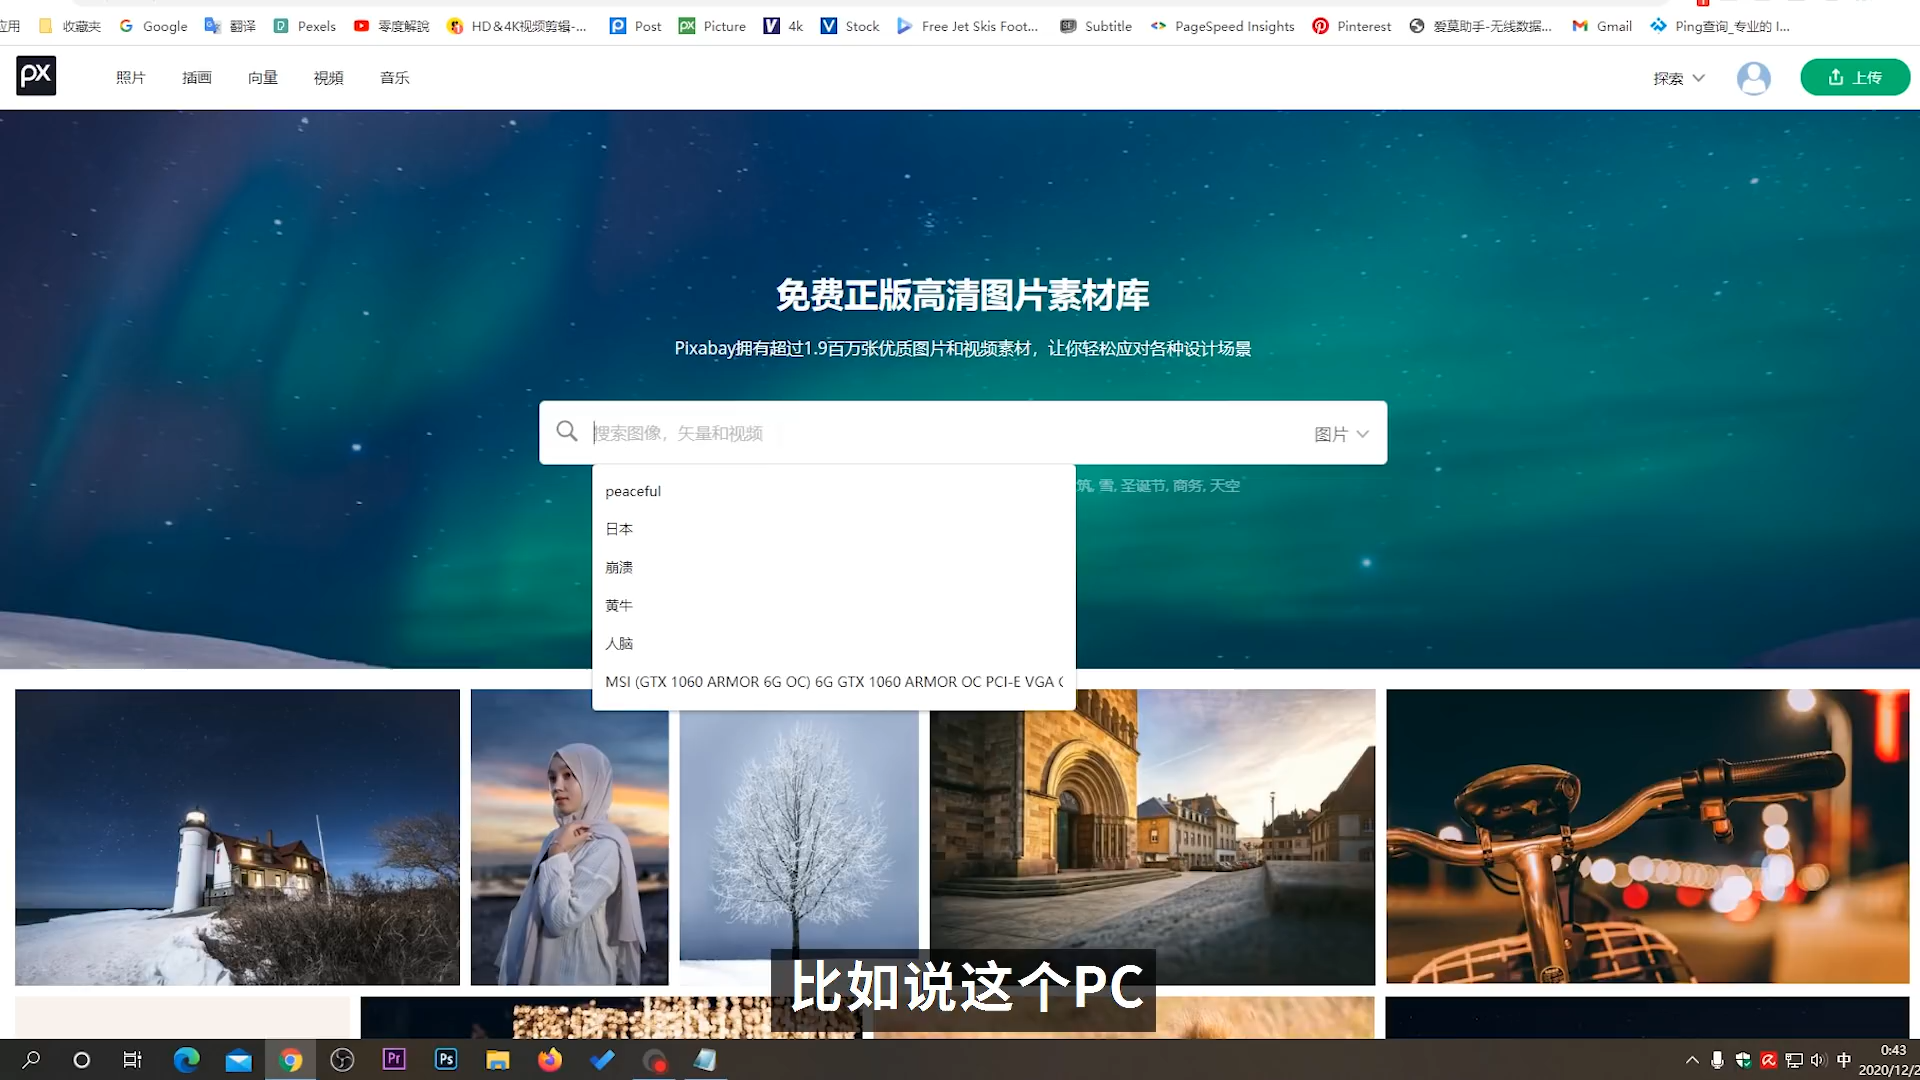 应用 收藏夹 Google 翻译 Pexels 零度解說 HD&4K视频剪辑-... Post Picture 4k Stock Free Jet Skis Foot... Subtitle PageSpeed Insights Pinterest 爱莫助手-无线数据... Gmail Ping查询_专业的 I...
px 照片 插画 向量 視頻 音乐 探索 上传
免费正版高清图片素材库
Pixabay拥有超过1.9百万张优质图片和视频素材，让你轻松应对各种设计场景
搜索图像，矢量和视频 图片
筑, 雪, 圣诞节, 商务, 天空
peaceful
日本
崩溃
黄牛
人脑
MSI (GTX 1060 ARMOR 6G OC) 6G GTX 1060 ARMOR OC PCI-E VGA C
比如说这个PC
Pr Ps 中 0:43
2020/12/2